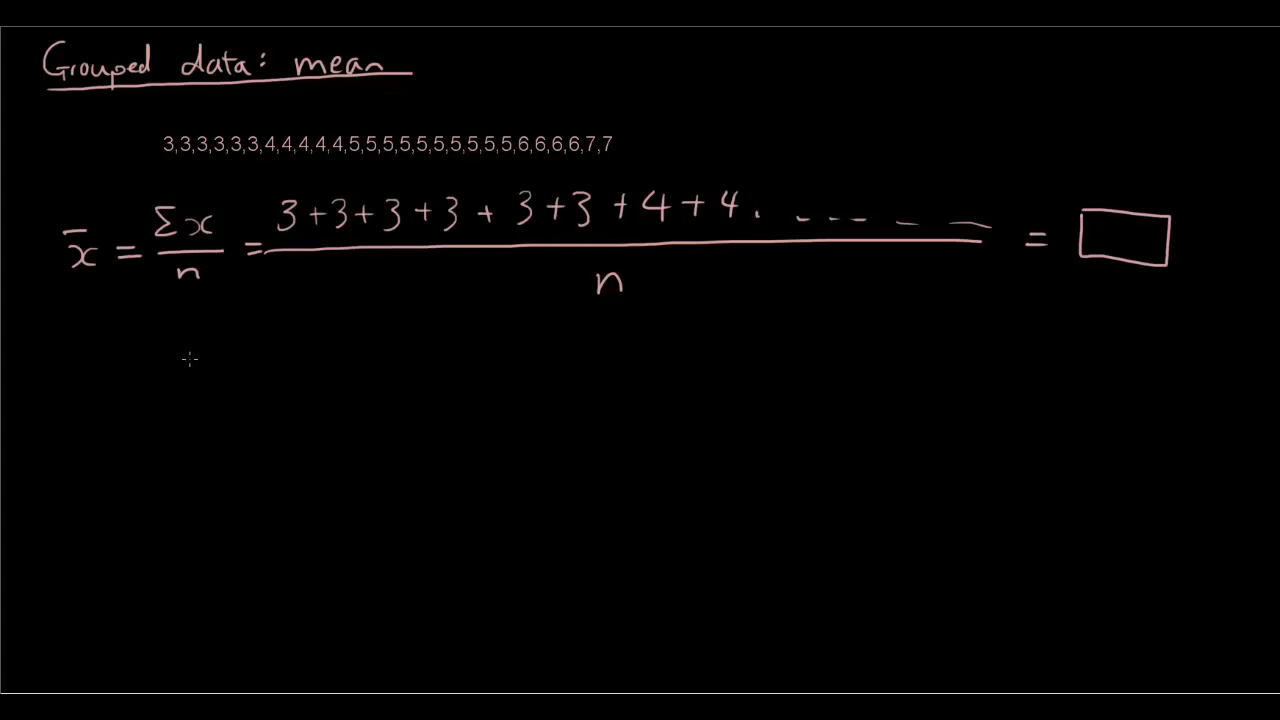 Grouped data: mean
3,3,3,3,3,3,4,4,4,4,4,5,5,5,5,5,5,5,5,5,5,6,6,6,6,7,7
x̄ = Σx/n = 3+3+3+3+3+3+4+4. - - - - - / n =